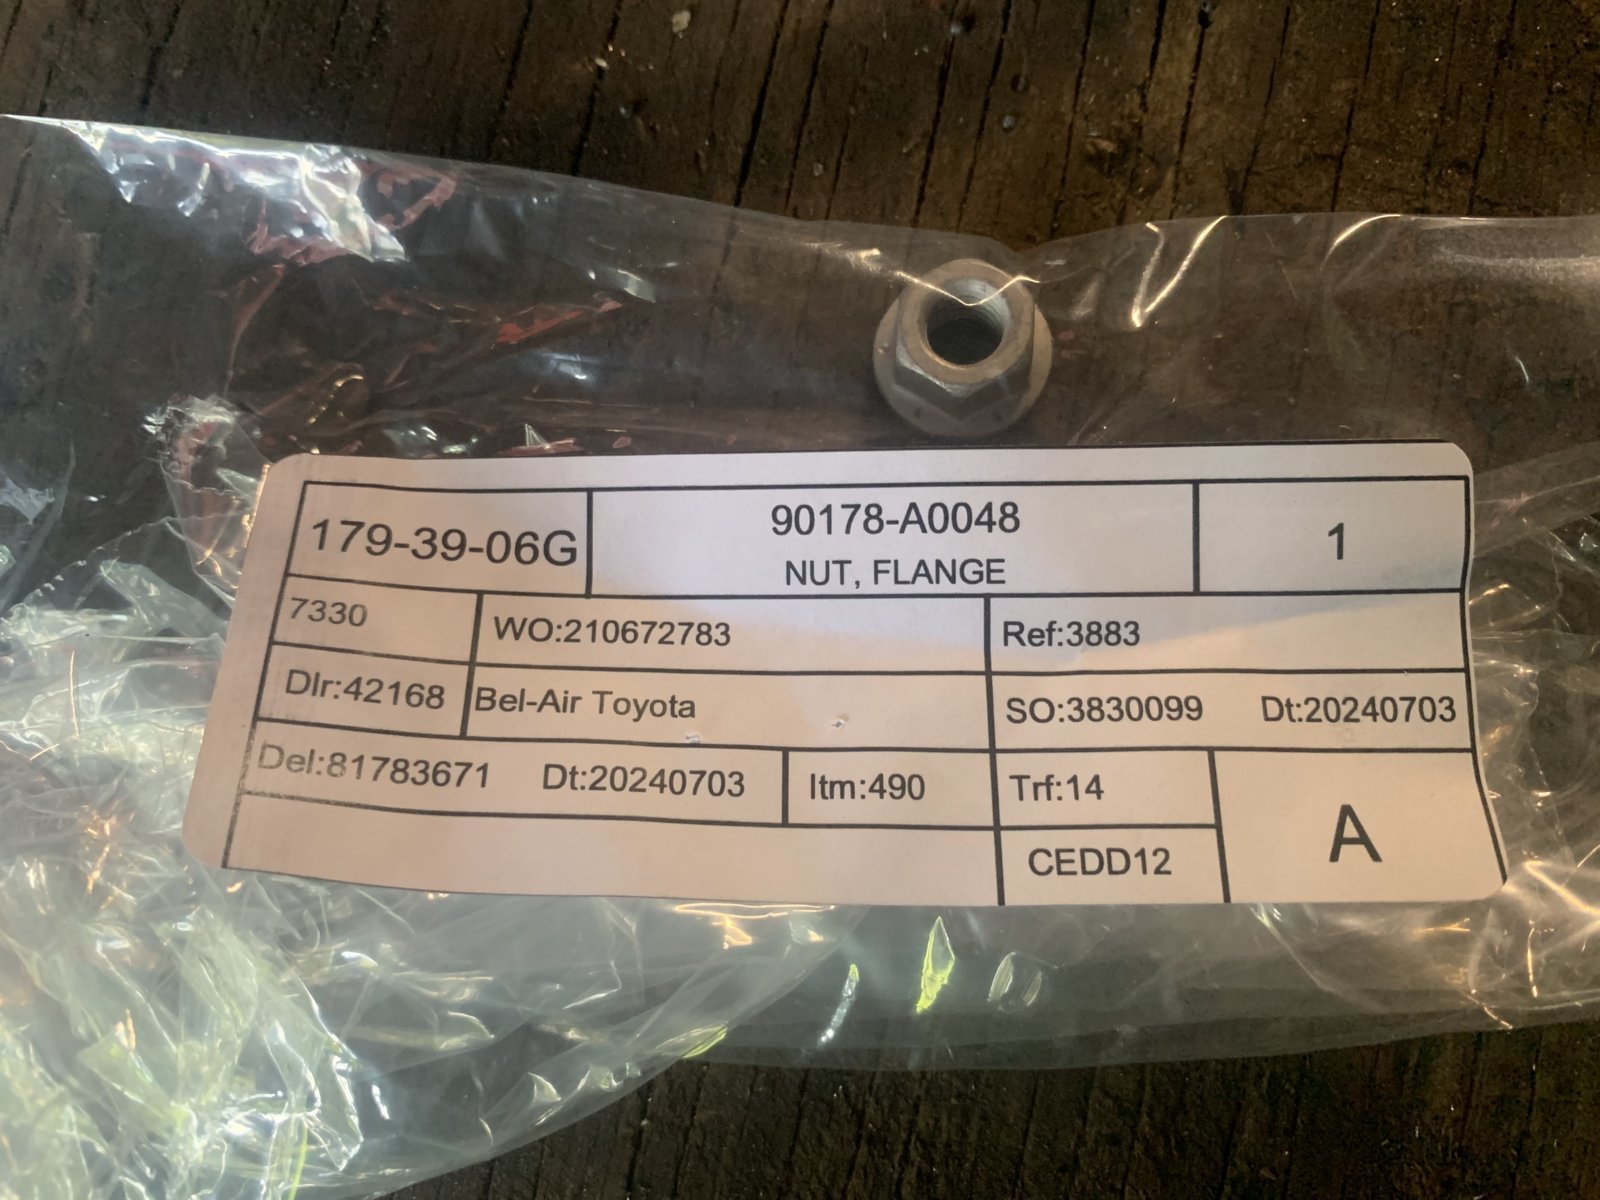 179-39-06G
90178-A0048
NUT, FLANGE
1
7330
WO:210672783
Ref:3883
Dlr:42168
Bel-Air Toyota
SO:3830099 Dt:20240703
Del:81783671 Dt:20240703
Itm:490
Trf:14
A
CEDD12